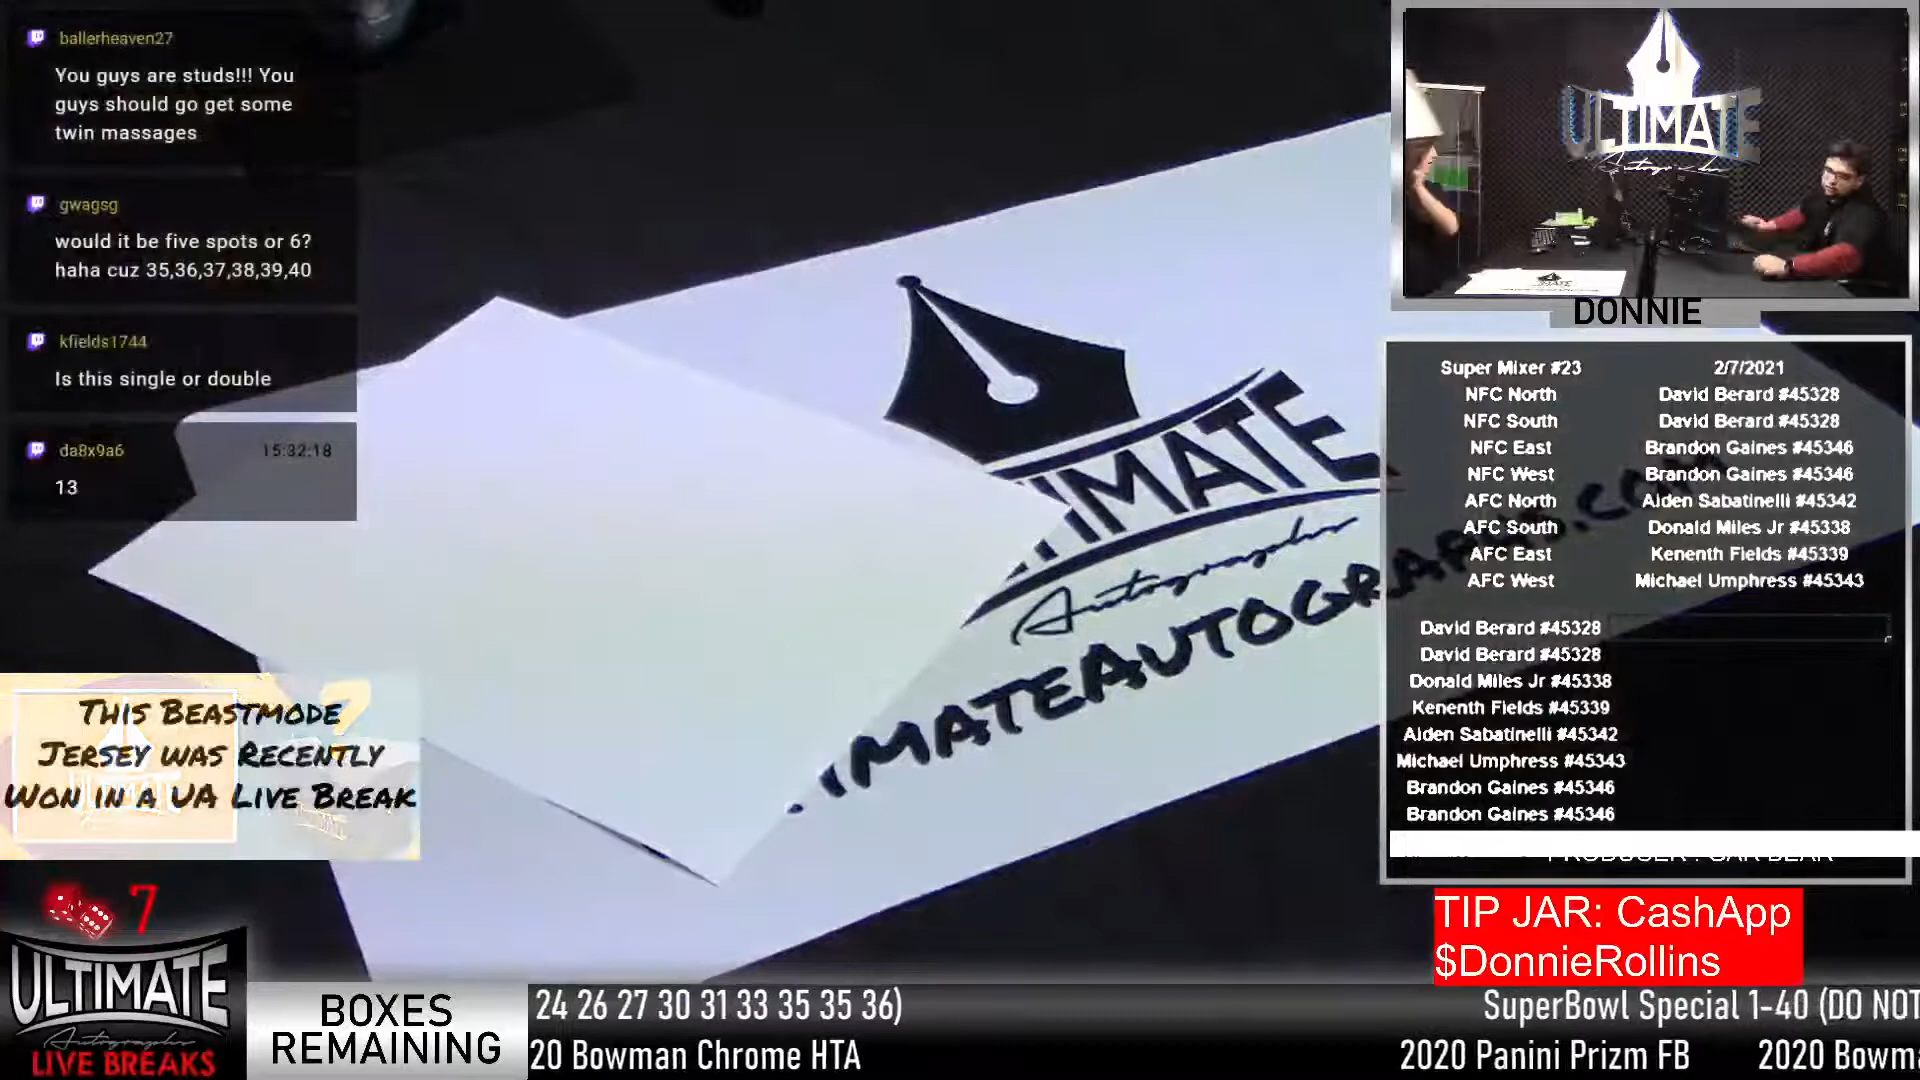 ballerheaven27
You guys are studs!!! You
guys should go get some
twin massages
gwagsg
would it be five spots or 6?
haha cuz 35,36,37,38,39,40
kfields1744
Is this single or double
da8x9a6 15:32:18
13
ULTIMATE
Autographs
DONNIE
IMATE
Autographs
IMATEAUTOGRAPHS.COM
Super Mixer #23 2/7/2021
NFC North David Berard #45328
NFC South David Berard #45328
NFC East Brandon Gaines #45346
NFC West Brandon Gaines #45346
AFC North Aiden Sabatinelli #45342
AFC South Donald Miles Jr #45338
AFC East Kenenth Fields #45339
AFC West Michael Umphress #45343
David Berard #45328
David Berard #45328
Donald Miles Jr #45338
Kenenth Fields #45339
Aiden Sabatinelli #45342
Michael Umphress #45343
Brandon Gaines #45346
Brandon Gaines #45346
This Beastmode
Jersey was Recently
Won in a UA Live Break
7
ULTIMATE
Autographs
LIVE BREAKS
TIP JAR: CashApp
$DonnieRollins
BOXES
REMAINING
24 26 27 30 31 33 35 35 36) SuperBowl Special 1-40 (DO NOT
20 Bowman Chrome HTA 2020 Panini Prizm FB 2020 Bowm